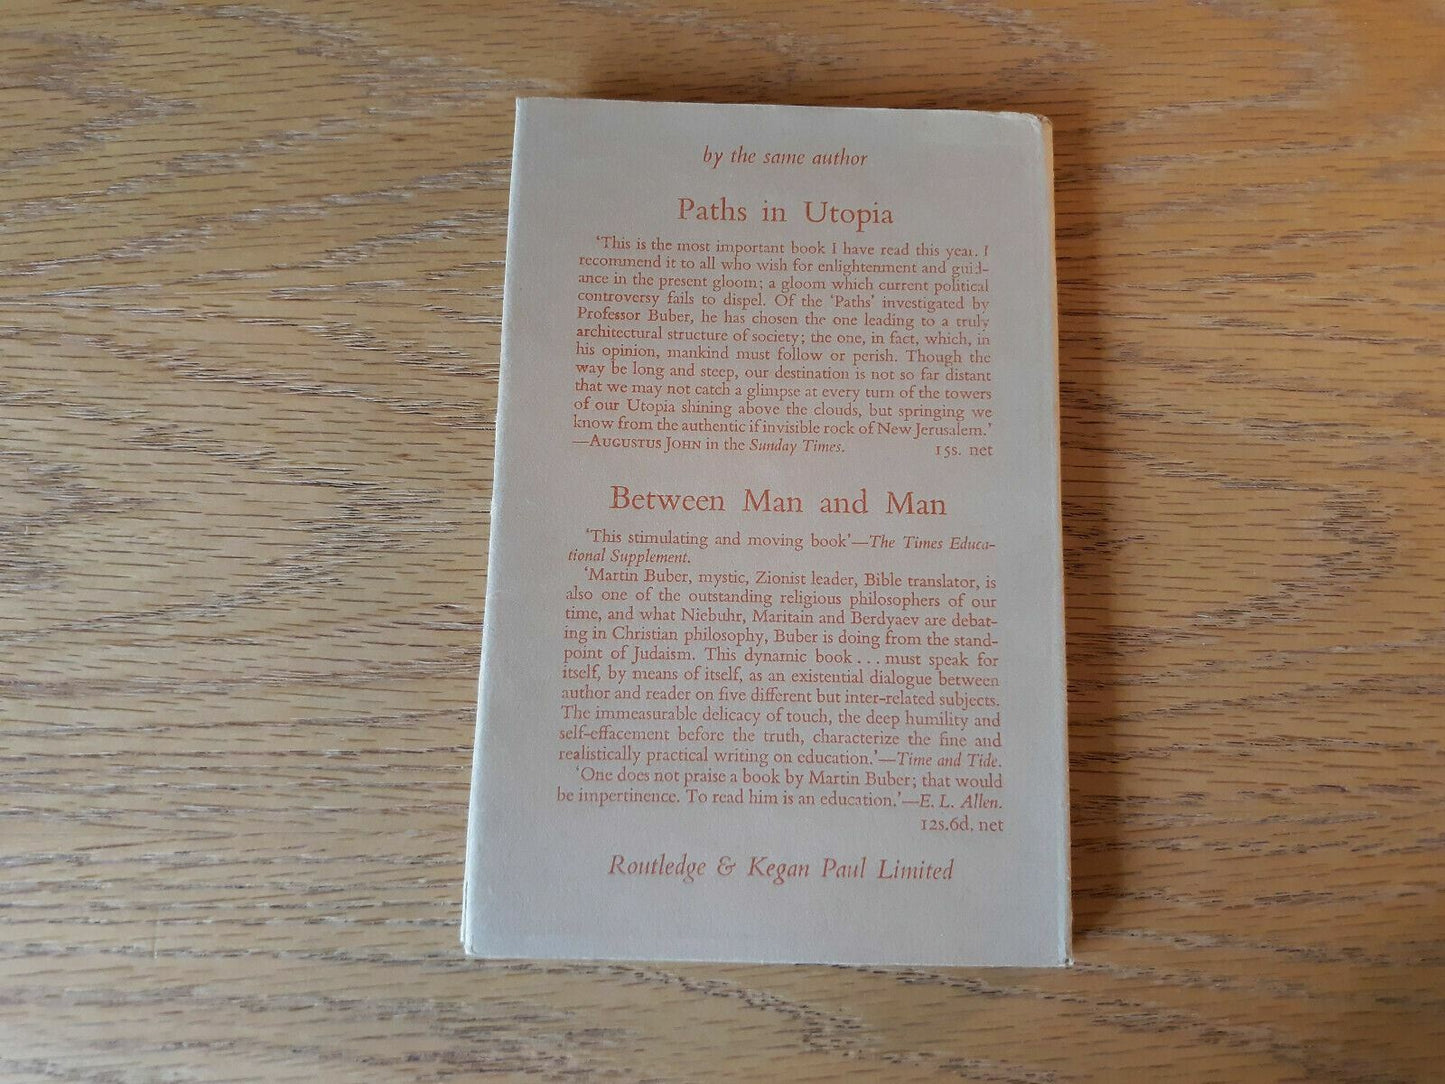 by the same author
Paths in Utopia
‘This is the most important book I have read this year. I
recommend it to all who wish for enlightenment and guid-
ance in the present gloom; a gloom which current political
controversy fails to dispel. Of the ‘Paths’ investigated by
Professor Buber, he has chosen the one leading to a truly
architectural structure of society; the one, in fact, which, in
his opinion, mankind must follow or perish. Though the
way be long and steep, our destination is not so far distant
that we may not catch a glimpse at every turn of the towers
of our Utopia shining above the clouds, but springing we
know from the authentic if invisible rock of New Jerusalem.’
—AUGUSTUS JOHN in the Sunday Times. 15s. net
Between Man and Man
‘This stimulating and moving book’—The Times Educa-
tional Supplement.
‘Martin Buber, mystic, Zionist leader, Bible translator, is
also one of the outstanding religious philosophers of our
time, and what Niebuhr, Maritain and Berdyaev are debat-
ing in Christian philosophy, Buber is doing from the stand-
point of Judaism. This dynamic book . . . must speak for
itself, by means of itself, as an existential dialogue between
author and reader on five different but inter-related subjects.
The immeasurable delicacy of touch, the deep humility and
self-effacement before the truth, characterize the fine and
realistically practical writing on education.’—Time and Tide.
‘One does not praise a book by Martin Buber; that would
be impertinence. To read him is an education.’—E. L. Allen.
12s.6d. net
Routledge & Kegan Paul Limited